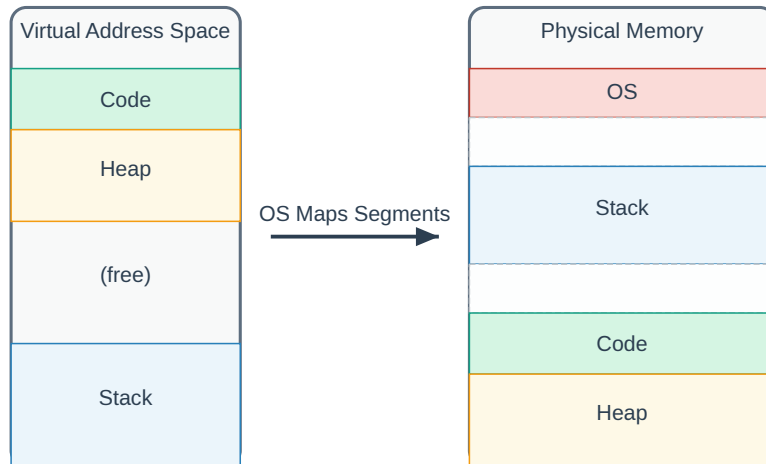 Virtual Address Space
Code
Heap
(free)
Stack
OS Maps Segments
Physical Memory
OS
Stack
Code
Heap